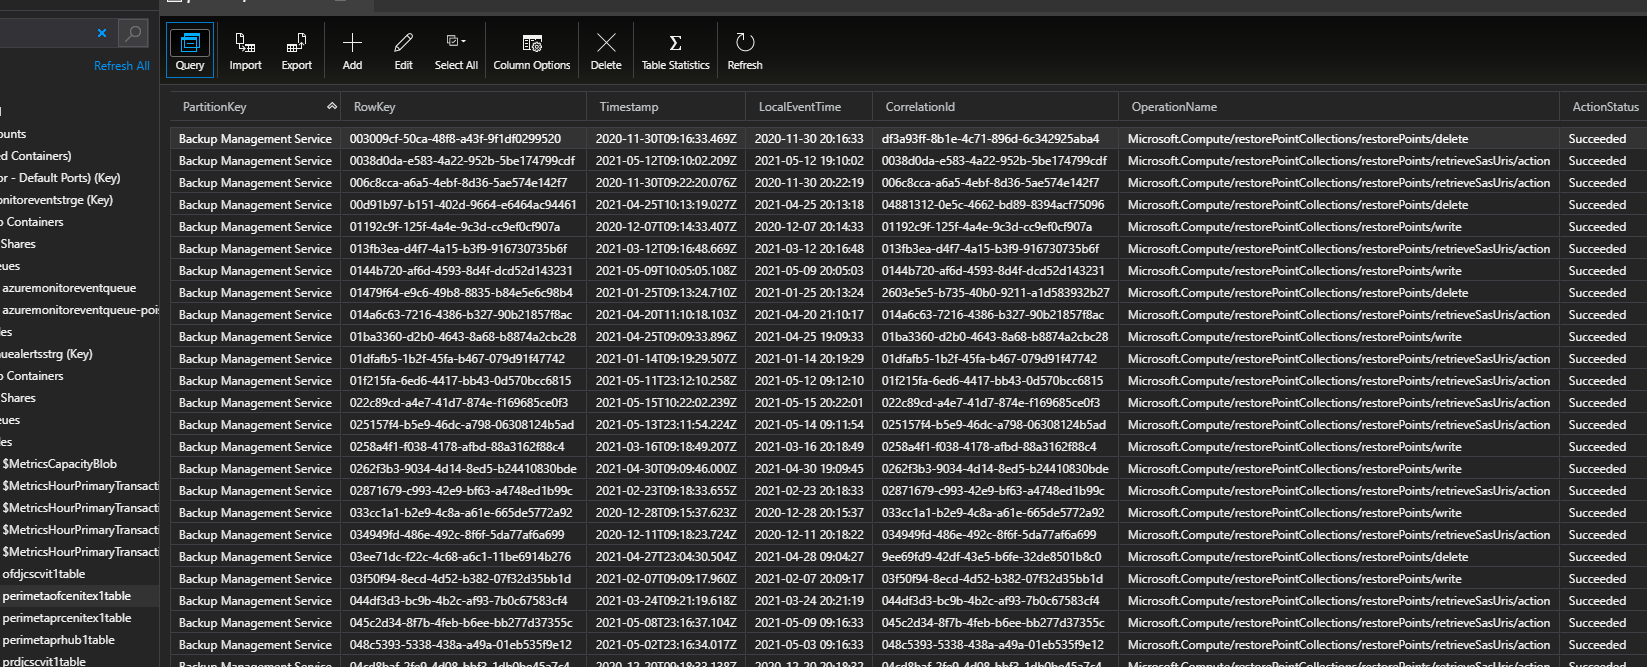 Refresh All
ounts
ed Containers)
or - Default Ports) (Key)
onitoreventstrge (Key)
Containers
Shares
eues
azuremonitoreventqueue
azuremonitoreventqueue-poi
les
uealertsstrg (Key)
Containers
Shares
eues
les
$MetricsCapacityBlob
$MetricsHourPrimaryTransacti
$MetricsHourPrimaryTransacti
$MetricsHourPrimaryTransacti
$MetricsHourPrimaryTransacti
ofdjcscvit1table
perimetaofcenitex1table
perimetaprcenitex1table
perimetaprhub1table
prdjcscvit1table
Query Import Export Add Edit Select All Column Options Delete Table Statistics Refresh
PartitionKey RowKey Timestamp LocalEventTime CorrelationId OperationName ActionStatus
Backup Management Service 003009cf-50ca-48f8-a43f-9f1df0299520 2020-11-30T09:16:33.469Z 2020-11-30 20:16:33 df3a93ff-8b1e-4c71-896d-6c342925aba4 Microsoft.Compute/restorePointCollections/restorePoints/delete Succeeded
Backup Management Service 0038d0da-e583-4a22-952b-5be174799cdf 2021-05-12T09:10:02.209Z 2021-05-12 19:10:02 0038d0da-e583-4a22-952b-5be174799cdf Microsoft.Compute/restorePointCollections/restorePoints/retrieveSasUris/action Succeeded
Backup Management Service 006c8cca-a6a5-4ebf-8d36-5ae574e142f7 2020-11-30T09:22:20.076Z 2020-11-30 20:22:19 006c8cca-a6a5-4ebf-8d36-5ae574e142f7 Microsoft.Compute/restorePointCollections/restorePoints/retrieveSasUris/action Succeeded
Backup Management Service 00d91b97-b151-402d-9664-e6464ac94461 2021-04-25T10:13:19.027Z 2021-04-25 20:13:18 04881312-0e5c-4662-bd89-8394acf75096 Microsoft.Compute/restorePointCollections/restorePoints/delete Succeeded
Backup Management Service 01192c9f-125f-4a4e-9c3d-cc9ef0cf907a 2020-12-07T09:14:33.407Z 2020-12-07 20:14:33 01192c9f-125f-4a4e-9c3d-cc9ef0cf907a Microsoft.Compute/restorePointCollections/restorePoints/write Succeeded
Backup Management Service 013fb3ea-d4f7-4a15-b3f9-916730735b6f 2021-03-12T09:16:48.669Z 2021-03-12 20:16:48 013fb3ea-d4f7-4a15-b3f9-916730735b6f Microsoft.Compute/restorePointCollections/restorePoints/retrieveSasUris/action Succeeded
Backup Management Service 0144b720-af6d-4593-8d4f-dcd52d143231 2021-05-09T10:05:05.108Z 2021-05-09 20:05:03 0144b720-af6d-4593-8d4f-dcd52d143231 Microsoft.Compute/restorePointCollections/restorePoints/write Succeeded
Backup Management Service 01479f64-e9c6-49b8-8835-b84e5e6c98b4 2021-01-25T09:13:24.710Z 2021-01-25 20:13:24 2603e5e5-b735-40b0-9211-a1d583932b27 Microsoft.Compute/restorePointCollections/restorePoints/delete Succeeded
Backup Management Service 014a6c63-7216-4386-b327-90b21857f8ac 2021-04-20T11:10:18.103Z 2021-04-20 21:10:17 014a6c63-7216-4386-b327-90b21857f8ac Microsoft.Compute/restorePointCollections/restorePoints/retrieveSasUris/action Succeeded
Backup Management Service 01ba3360-d2b0-4643-8a68-b8874a2cbc28 2021-04-25T09:09:33.896Z 2021-04-25 19:09:33 01ba3360-d2b0-4643-8a68-b8874a2cbc28 Microsoft.Compute/restorePointCollections/restorePoints/write Succeeded
Backup Management Service 01dfafb5-1b2f-45fa-b467-079d91f47742 2021-01-14T09:19:29.507Z 2021-01-14 20:19:29 01dfafb5-1b2f-45fa-b467-079d91f47742 Microsoft.Compute/restorePointCollections/restorePoints/retrieveSasUris/action Succeeded
Backup Management Service 01f215fa-6ed6-4417-bb43-0d570bcc6815 2021-05-11T23:12:10.258Z 2021-05-12 09:12:10 01f215fa-6ed6-4417-bb43-0d570bcc6815 Microsoft.Compute/restorePointCollections/restorePoints/retrieveSasUris/action Succeeded
Backup Management Service 022c89cd-a4e7-41d7-874e-f169685ce0f3 2021-05-15T10:22:02.239Z 2021-05-15 20:22:01 022c89cd-a4e7-41d7-874e-f169685ce0f3 Microsoft.Compute/restorePointCollections/restorePoints/retrieveSasUris/action Succeeded
Backup Management Service 025157f4-b5e9-46dc-a798-06308124b5ad 2021-05-13T23:11:54.224Z 2021-05-14 09:11:54 025157f4-b5e9-46dc-a798-06308124b5ad Microsoft.Compute/restorePointCollections/restorePoints/retrieveSasUris/action Succeeded
Backup Management Service 0258a4f1-f038-4178-afbd-88a3162f88c4 2021-03-16T09:18:49.207Z 2021-03-16 20:18:49 0258a4f1-f038-4178-afbd-88a3162f88c4 Microsoft.Compute/restorePointCollections/restorePoints/write Succeeded
Backup Management Service 0262f3b3-9034-4d14-8ed5-b24410830bde 2021-04-30T09:09:46.000Z 2021-04-30 19:09:45 0262f3b3-9034-4d14-8ed5-b24410830bde Microsoft.Compute/restorePointCollections/restorePoints/write Succeeded
Backup Management Service 02871679-c993-42e9-bf63-a4748ed1b99c 2021-02-23T09:18:33.655Z 2021-02-23 20:18:33 02871679-c993-42e9-bf63-a4748ed1b99c Microsoft.Compute/restorePointCollections/restorePoints/retrieveSasUris/action Succeeded
Backup Management Service 033cc1a1-b2e9-4c8a-a61e-665de5772a92 2020-12-28T09:15:37.623Z 2020-12-28 20:15:37 033cc1a1-b2e9-4c8a-a61e-665de5772a92 Microsoft.Compute/restorePointCollections/restorePoints/write Succeeded
Backup Management Service 034949fd-486e-492c-8f6f-5da77af6a699 2020-12-11T09:18:23.724Z 2020-12-11 20:18:22 034949fd-486e-492c-8f6f-5da77af6a699 Microsoft.Compute/restorePointCollections/restorePoints/retrieveSasUris/action Succeeded
Backup Management Service 03ee71dc-f22c-4c68-a6c1-11be6914b276 2021-04-27T23:04:30.504Z 2021-04-28 09:04:27 9ee69fd9-42df-43e5-b6fe-32de8501b8c0 Microsoft.Compute/restorePointCollections/restorePoints/delete Succeeded
Backup Management Service 03f50f94-8ecd-4d52-b382-07f32d35bb1d 2021-02-07T09:09:17.960Z 2021-02-07 20:09:17 03f50f94-8ecd-4d52-b382-07f32d35bb1d Microsoft.Compute/restorePointCollections/restorePoints/write Succeeded
Backup Management Service 044df3d3-bc9b-4b2c-af93-7b0c67583cf4 2021-03-24T09:21:19.618Z 2021-03-24 20:21:19 044df3d3-bc9b-4b2c-af93-7b0c67583cf4 Microsoft.Compute/restorePointCollections/restorePoints/retrieveSasUris/action Succeeded
Backup Management Service 045c2d34-8f7b-4feb-b6ee-bb277d37355c 2021-05-08T23:16:37.104Z 2021-05-09 09:16:33 045c2d34-8f7b-4feb-b6ee-bb277d37355c Microsoft.Compute/restorePointCollections/restorePoints/retrieveSasUris/action Succeeded
Backup Management Service 048c5393-5338-438a-a49a-01eb535f9e12 2021-05-02T23:16:34.017Z 2021-05-03 09:16:33 048c5393-5338-438a-a49a-01eb535f9e12 Microsoft.Compute/restorePointCollections/restorePoints/retrieveSasUris/action Succeeded